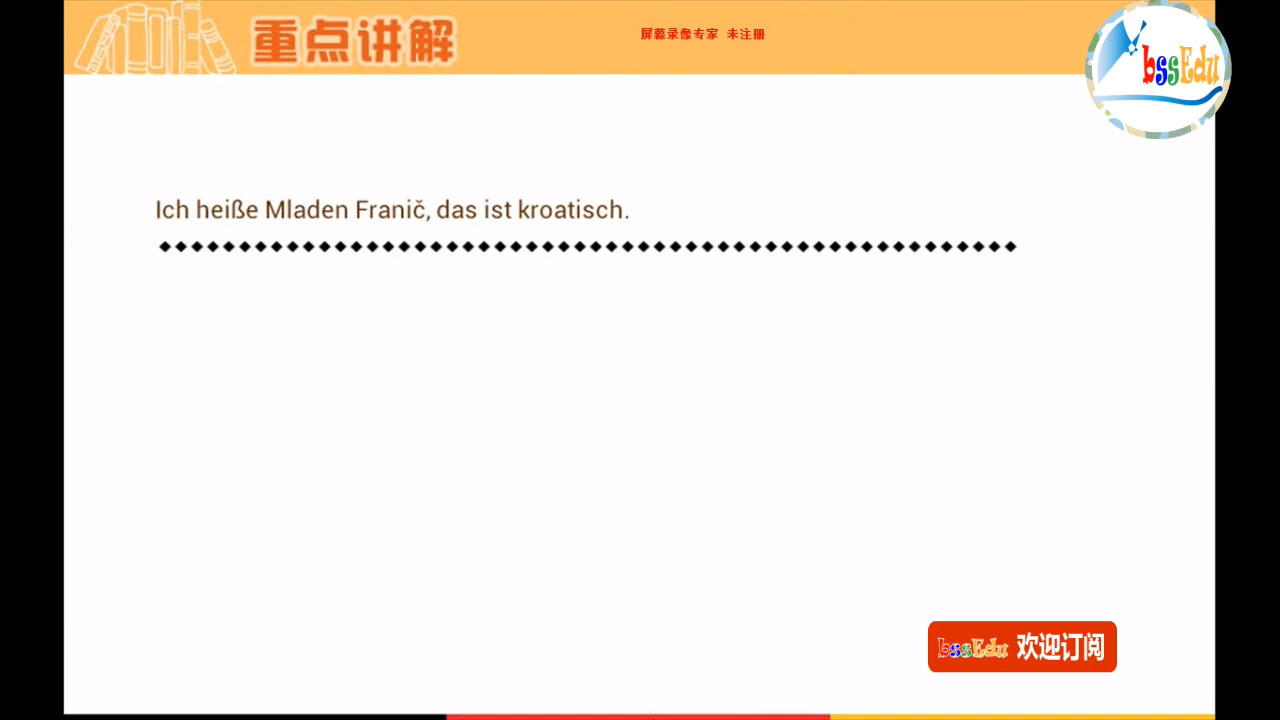 重点讲解
屏幕录像专家 未注册
bssEdu
Ich heiße Mladen Franič, das ist kroatisch.
bssEdu 欢迎订阅